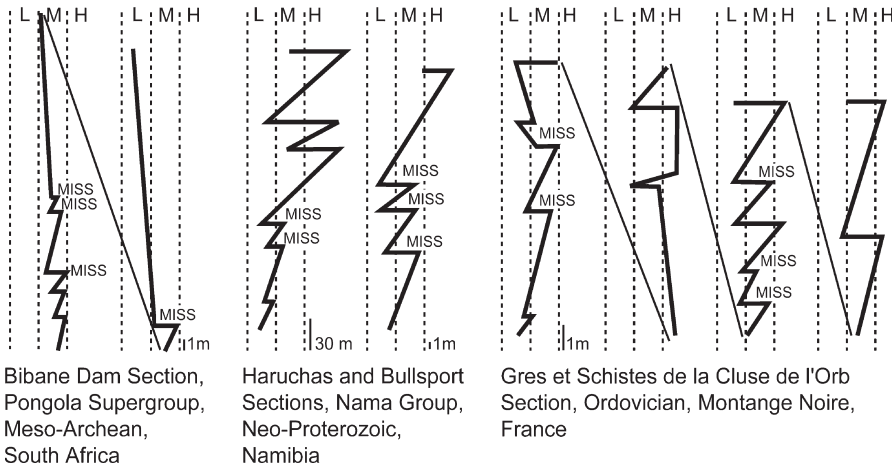 L M H
L M H
L M H
L M H
L M H
L M H
L M H
L M H
MISS
MISS
MISS
MISS
1m
MISS
MISS
30 m
MISS
MISS
MISS
1m
MISS
MISS
1m
MISS
MISS
MISS
Bibane Dam Section,
Pongola Supergroup,
Meso-Archean,
South Africa
Haruchas and Bullsport
Sections, Nama Group,
Neo-Proterozoic,
Namibia
Gres et Schistes de la Cluse de l'Orb
Section, Ordovician, Montange Noire,
France